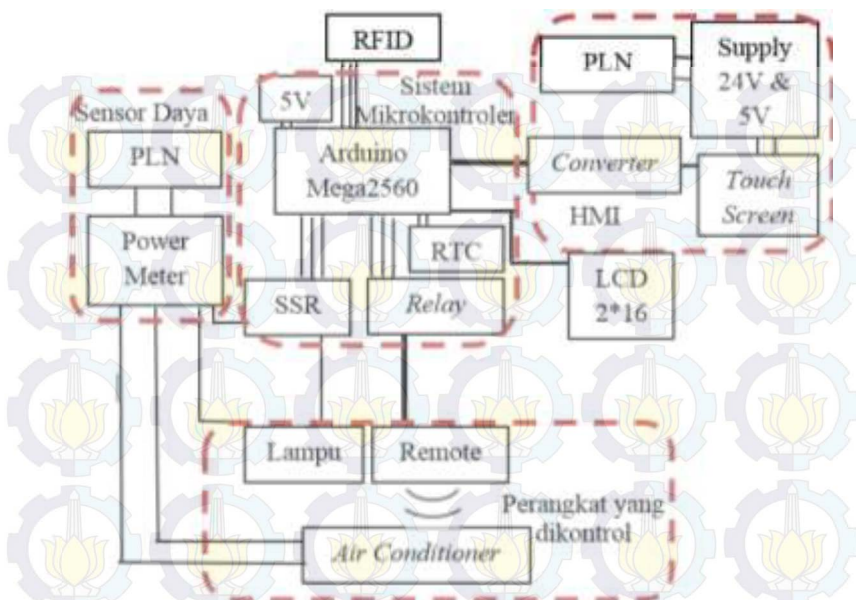 RFID
PLN
Supply
24V &
5V
5V
Sistem
Mikrokontroler
Sensor Daya
PLN
Arduino
Mega2560
Converter
Touch
Screen
HMI
Power
Meter
RTC
LCD
2*16
SSR
Relay
Lampu
Remote
Perangkat yang
dikontrol
Air Conditioner